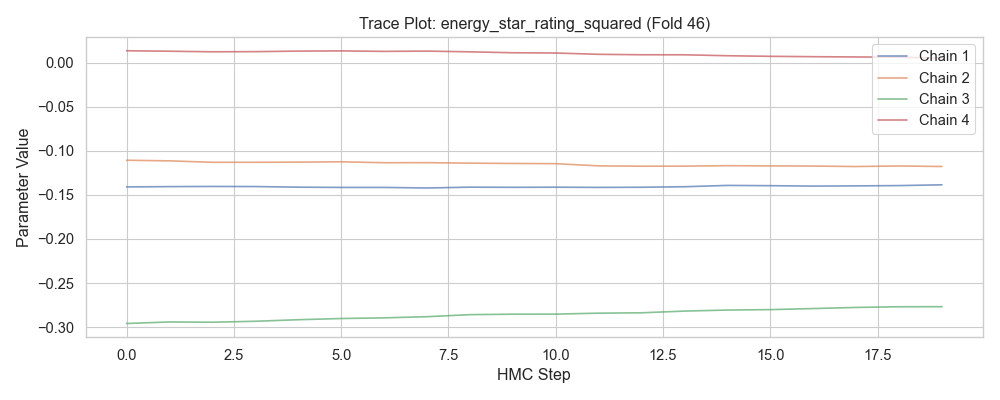 Trace Plot: energy_star_rating_squared (Fold 46)
Parameter Value
0.00
−0.05
−0.10
−0.15
−0.20
−0.25
−0.30
Chain 1
Chain 2
Chain 3
Chain 4
0.0 2.5 5.0 7.5 10.0 12.5 15.0 17.5
HMC Step